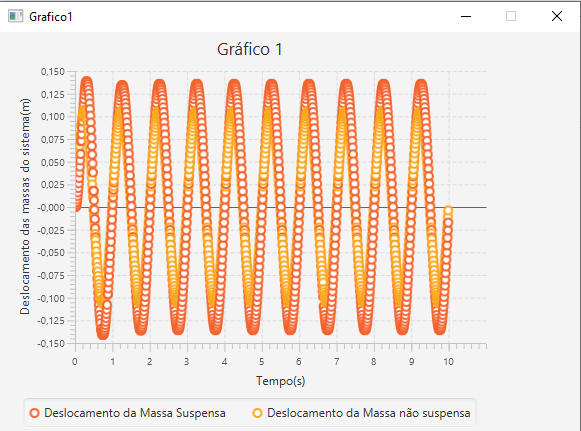 Grafico1
Gráfico 1
0,150
0,125
0,100
0,075
0,050
0,025
-0,000
-0,025
-0,050
-0,075
-0,100
-0,125
-0,150
Deslocamento das massas do sistema(m)
0 1 2 3 4 5 6 7 8 9 10
Tempo(s)
Deslocamento da Massa Suspensa Deslocamento da Massa não suspensa